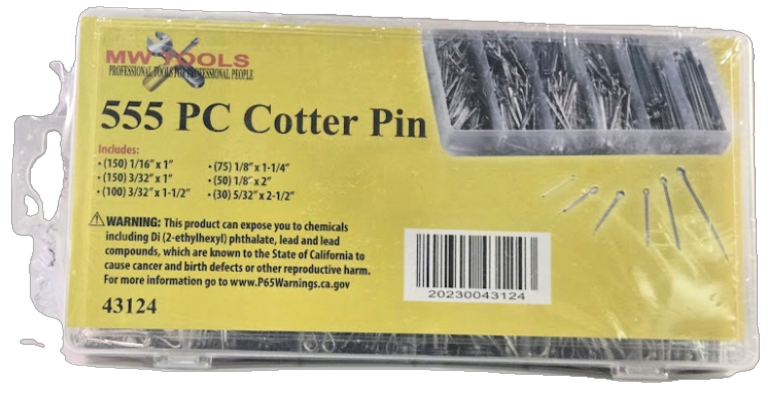 MW TOOLS
PROFESSIONAL TOOLS FOR PROFESSIONAL PEOPLE
555 PC Cotter Pin
Includes:
• (150) 1/16" x 1"
• (150) 3/32" x 1"
• (100) 3/32" x 1-1/2"
• (75) 1/8" x 1-1/4"
• (50) 1/8" x 2"
• (30) 5/32" x 2-1/2"
WARNING: This product can expose you to chemicals
including Di (2-ethylhexyl) phthalate, lead and lead
compounds, which are known to the State of California to
cause cancer and birth defects or other reproductive harm.
For more information go to www.P65Warnings.ca.gov
43124
20230043124